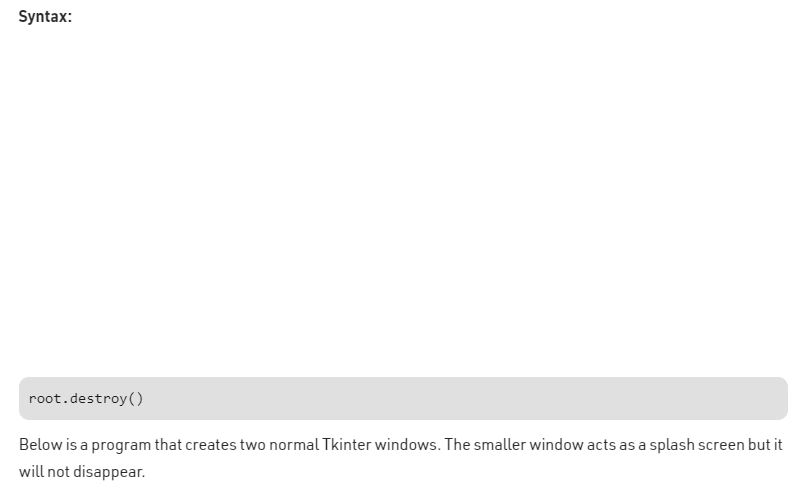 Syntax:
root.destroy()
Below is a program that creates two normal Tkinter windows. The smaller window acts as a splash screen but it
will not disappear.